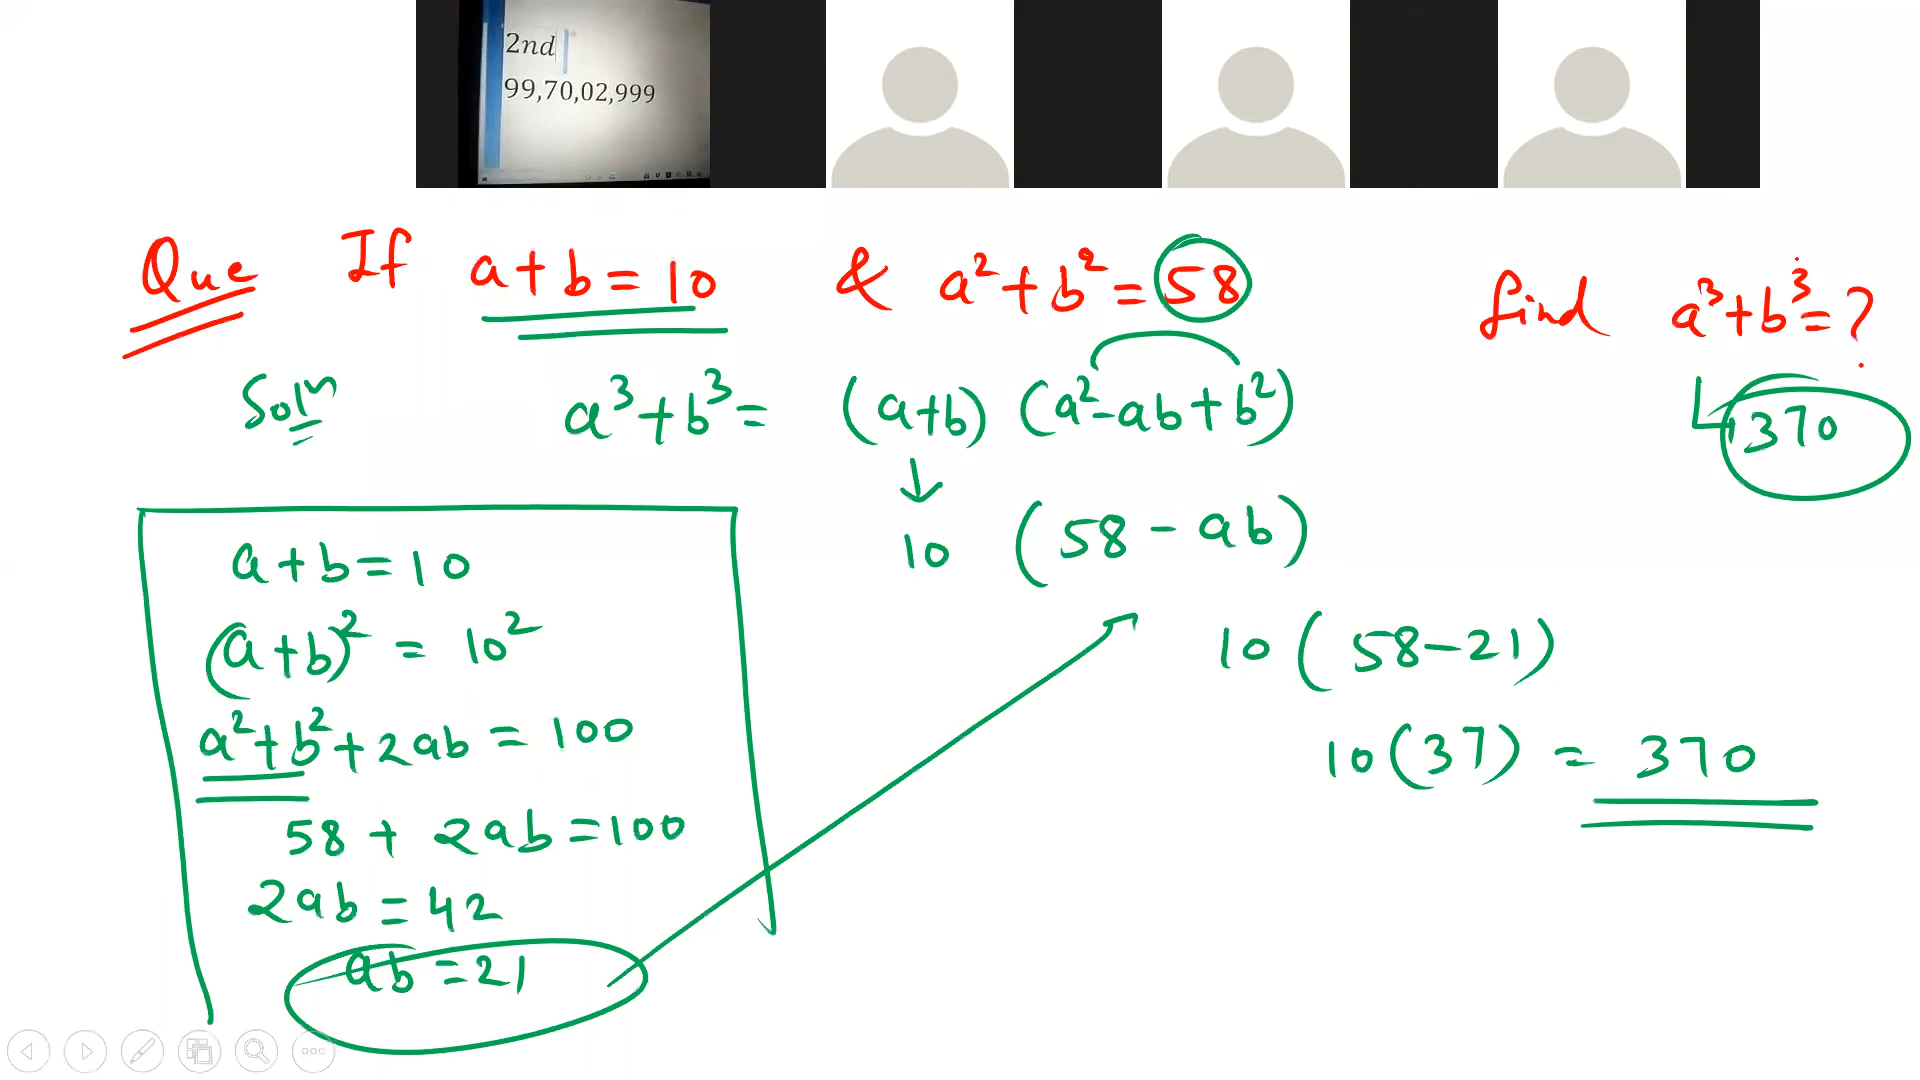 2nd
99,70,02,999
Que If a+b=10 & a²+b²=58 find a³+b³=?
370
Solⁿ a³+b³= (a+b) (a²-ab+b²)
10 (58-ab)
10(58-21)
10(37) = 370
a+b=10
(a+b)² = 10²
a²+b²+2ab = 100
58 + 2ab=100
2ab=42
ab=21